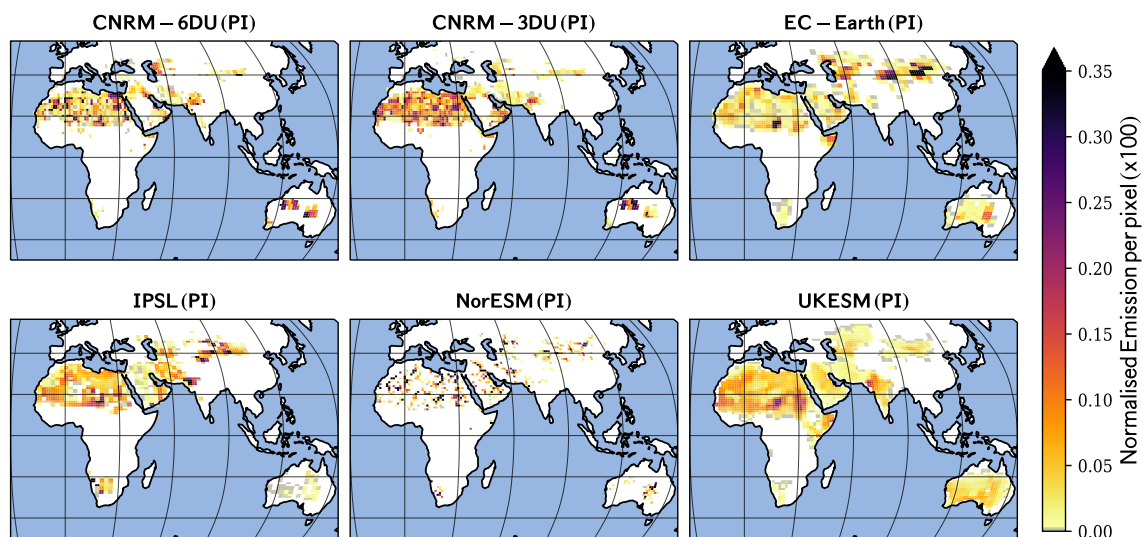 CNRM – 6DU (PI)
CNRM – 3DU (PI)
EC – Earth (PI)
IPSL (PI)
NorESM (PI)
UKESM (PI)
0.35
0.30
0.25
0.20
0.15
0.10
0.05
0.00
Normalised Emission per pixel (x100)